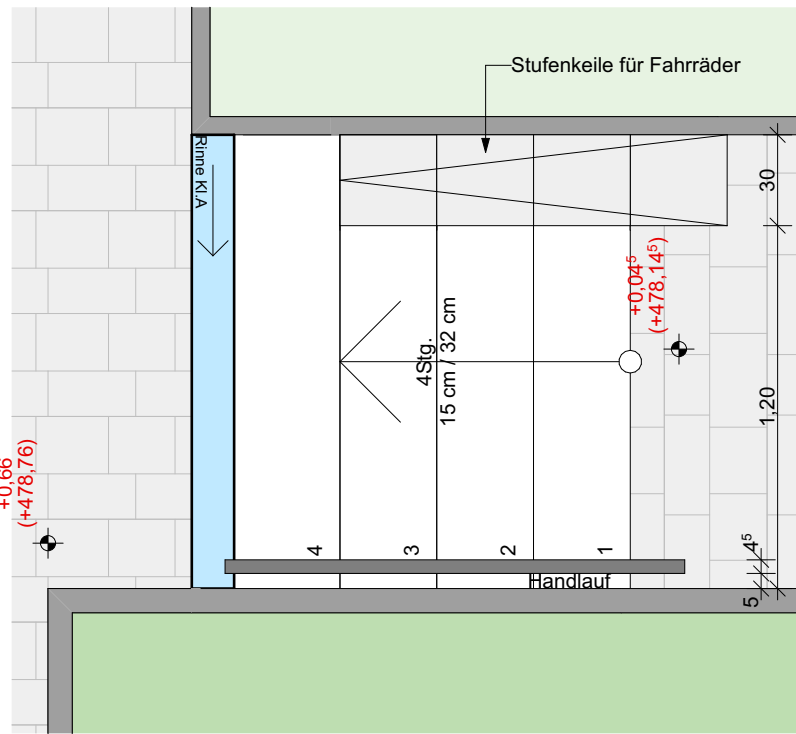 Stufenkeile für Fahrräder
Rinne Kl.A
30
+0,04⁵
(+478,14⁵)
4Stg.
15 cm / 32 cm
1,20
+0,66
(+478,76)
4
3
2
1
4⁵
Handlauf
5